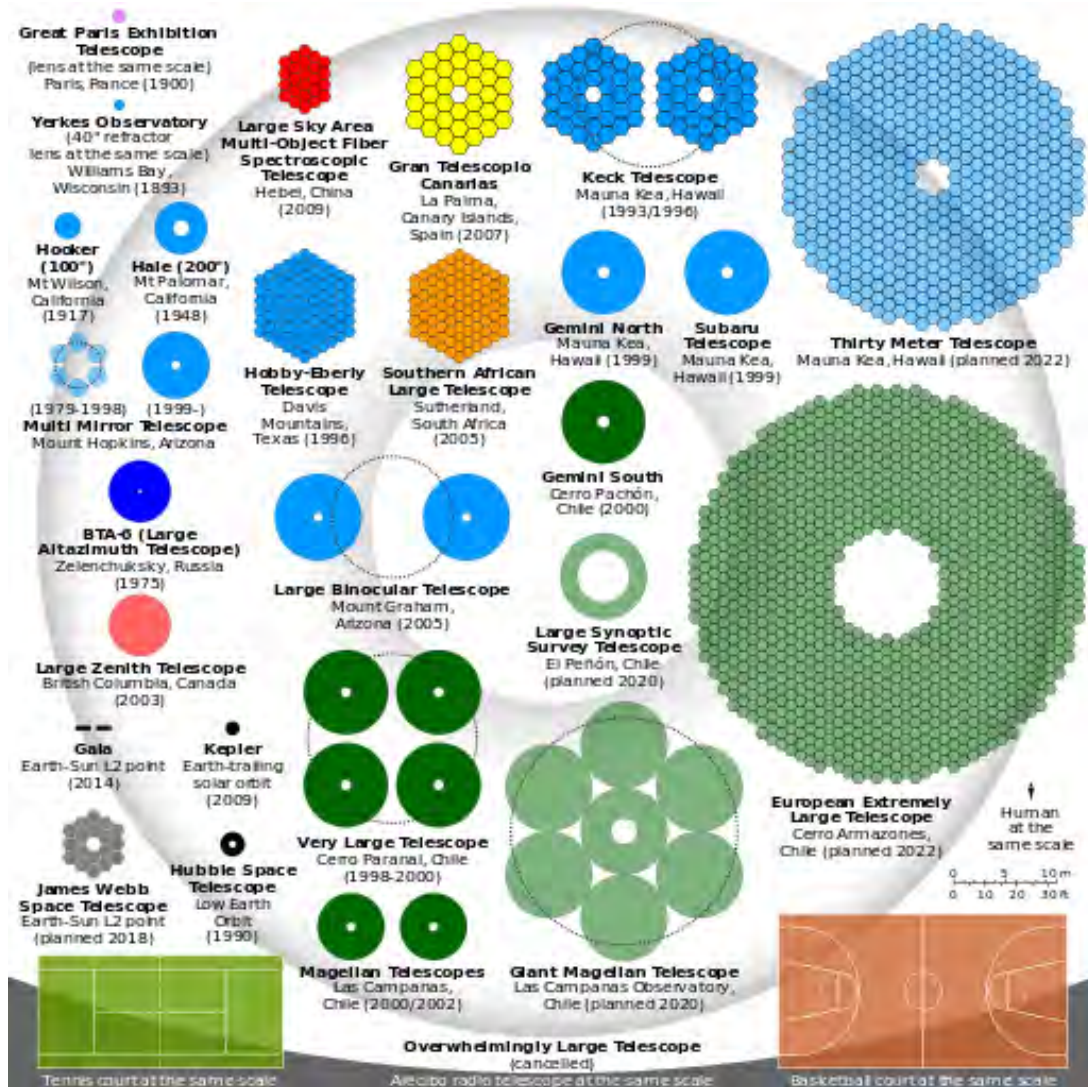 Great Paris Exhibition
Telescope
(lens at the same scale)
Paris, France (1900)
Yerkes Observatory
(40" refractor
lens at the same scale)
Williams Bay,
Wisconsin (1893)
Hooker
(100")
Mt Wilson,
California
(1917)
Hale (200")
Mt Palomar,
California
(1948)
(1979-1998) (1999-)
Multi Mirror Telescope
Mount Hopkins, Arizona
BTA-6 (Large
Altazimuth Telescope)
Zelenchuksky, Russia
(1975)
Large Zenith Telescope
British Columbia, Canada
(2003)
Gaia
Earth-Sun L2 point
(2014)
Kepler
Earth-trailing
solar orbit
(2009)
James Webb
Space Telescope
Earth-Sun L2 point
(planned 2018)
Hubble Space
Telescope
Low Earth
Orbit
(1990)
Large Sky Area
Multi-Object Fiber
Spectroscopic
Telescope
Hebei, China
(2009)
Gran Telescopio
Canarias
La Palma,
Canary Islands,
Spain (2007)
Keck Telescope
Mauna Kea, Hawaii
(1993/1996)
Hobby-Eberly
Telescope
Davis
Mountains,
Texas (1996)
Southern African
Large Telescope
Sutherland,
South Africa
(2005)
Gemini North
Mauna Kea,
Hawaii (1999)
Subaru
Telescope
Mauna Kea,
Hawaii (1999)
Thirty Meter Telescope
Mauna Kea, Hawaii (planned 2022)
Gemini South
Cerro Pachón,
Chile (2000)
Large Binocular Telescope
Mount Graham,
Arizona (2005)
Large Synoptic
Survey Telescope
El Peñón, Chile
(planned 2020)
Very Large Telescope
Cerro Paranal, Chile
(1998-2000)
Magellan Telescopes
Las Campanas,
Chile (2000/2002)
Giant Magellan Telescope
Las Campanas Observatory,
Chile (planned 2020)
European Extremely
Large Telescope
Cerro Armazones,
Chile (planned 2022)
Human
at the
same scale
0 5 10 m
0 10 20 30 ft
Overwhelmingly Large Telescope
(cancelled)
Tennis court at the same scale
Arecibo radio telescope at the same scale
Basketball court at the same scale